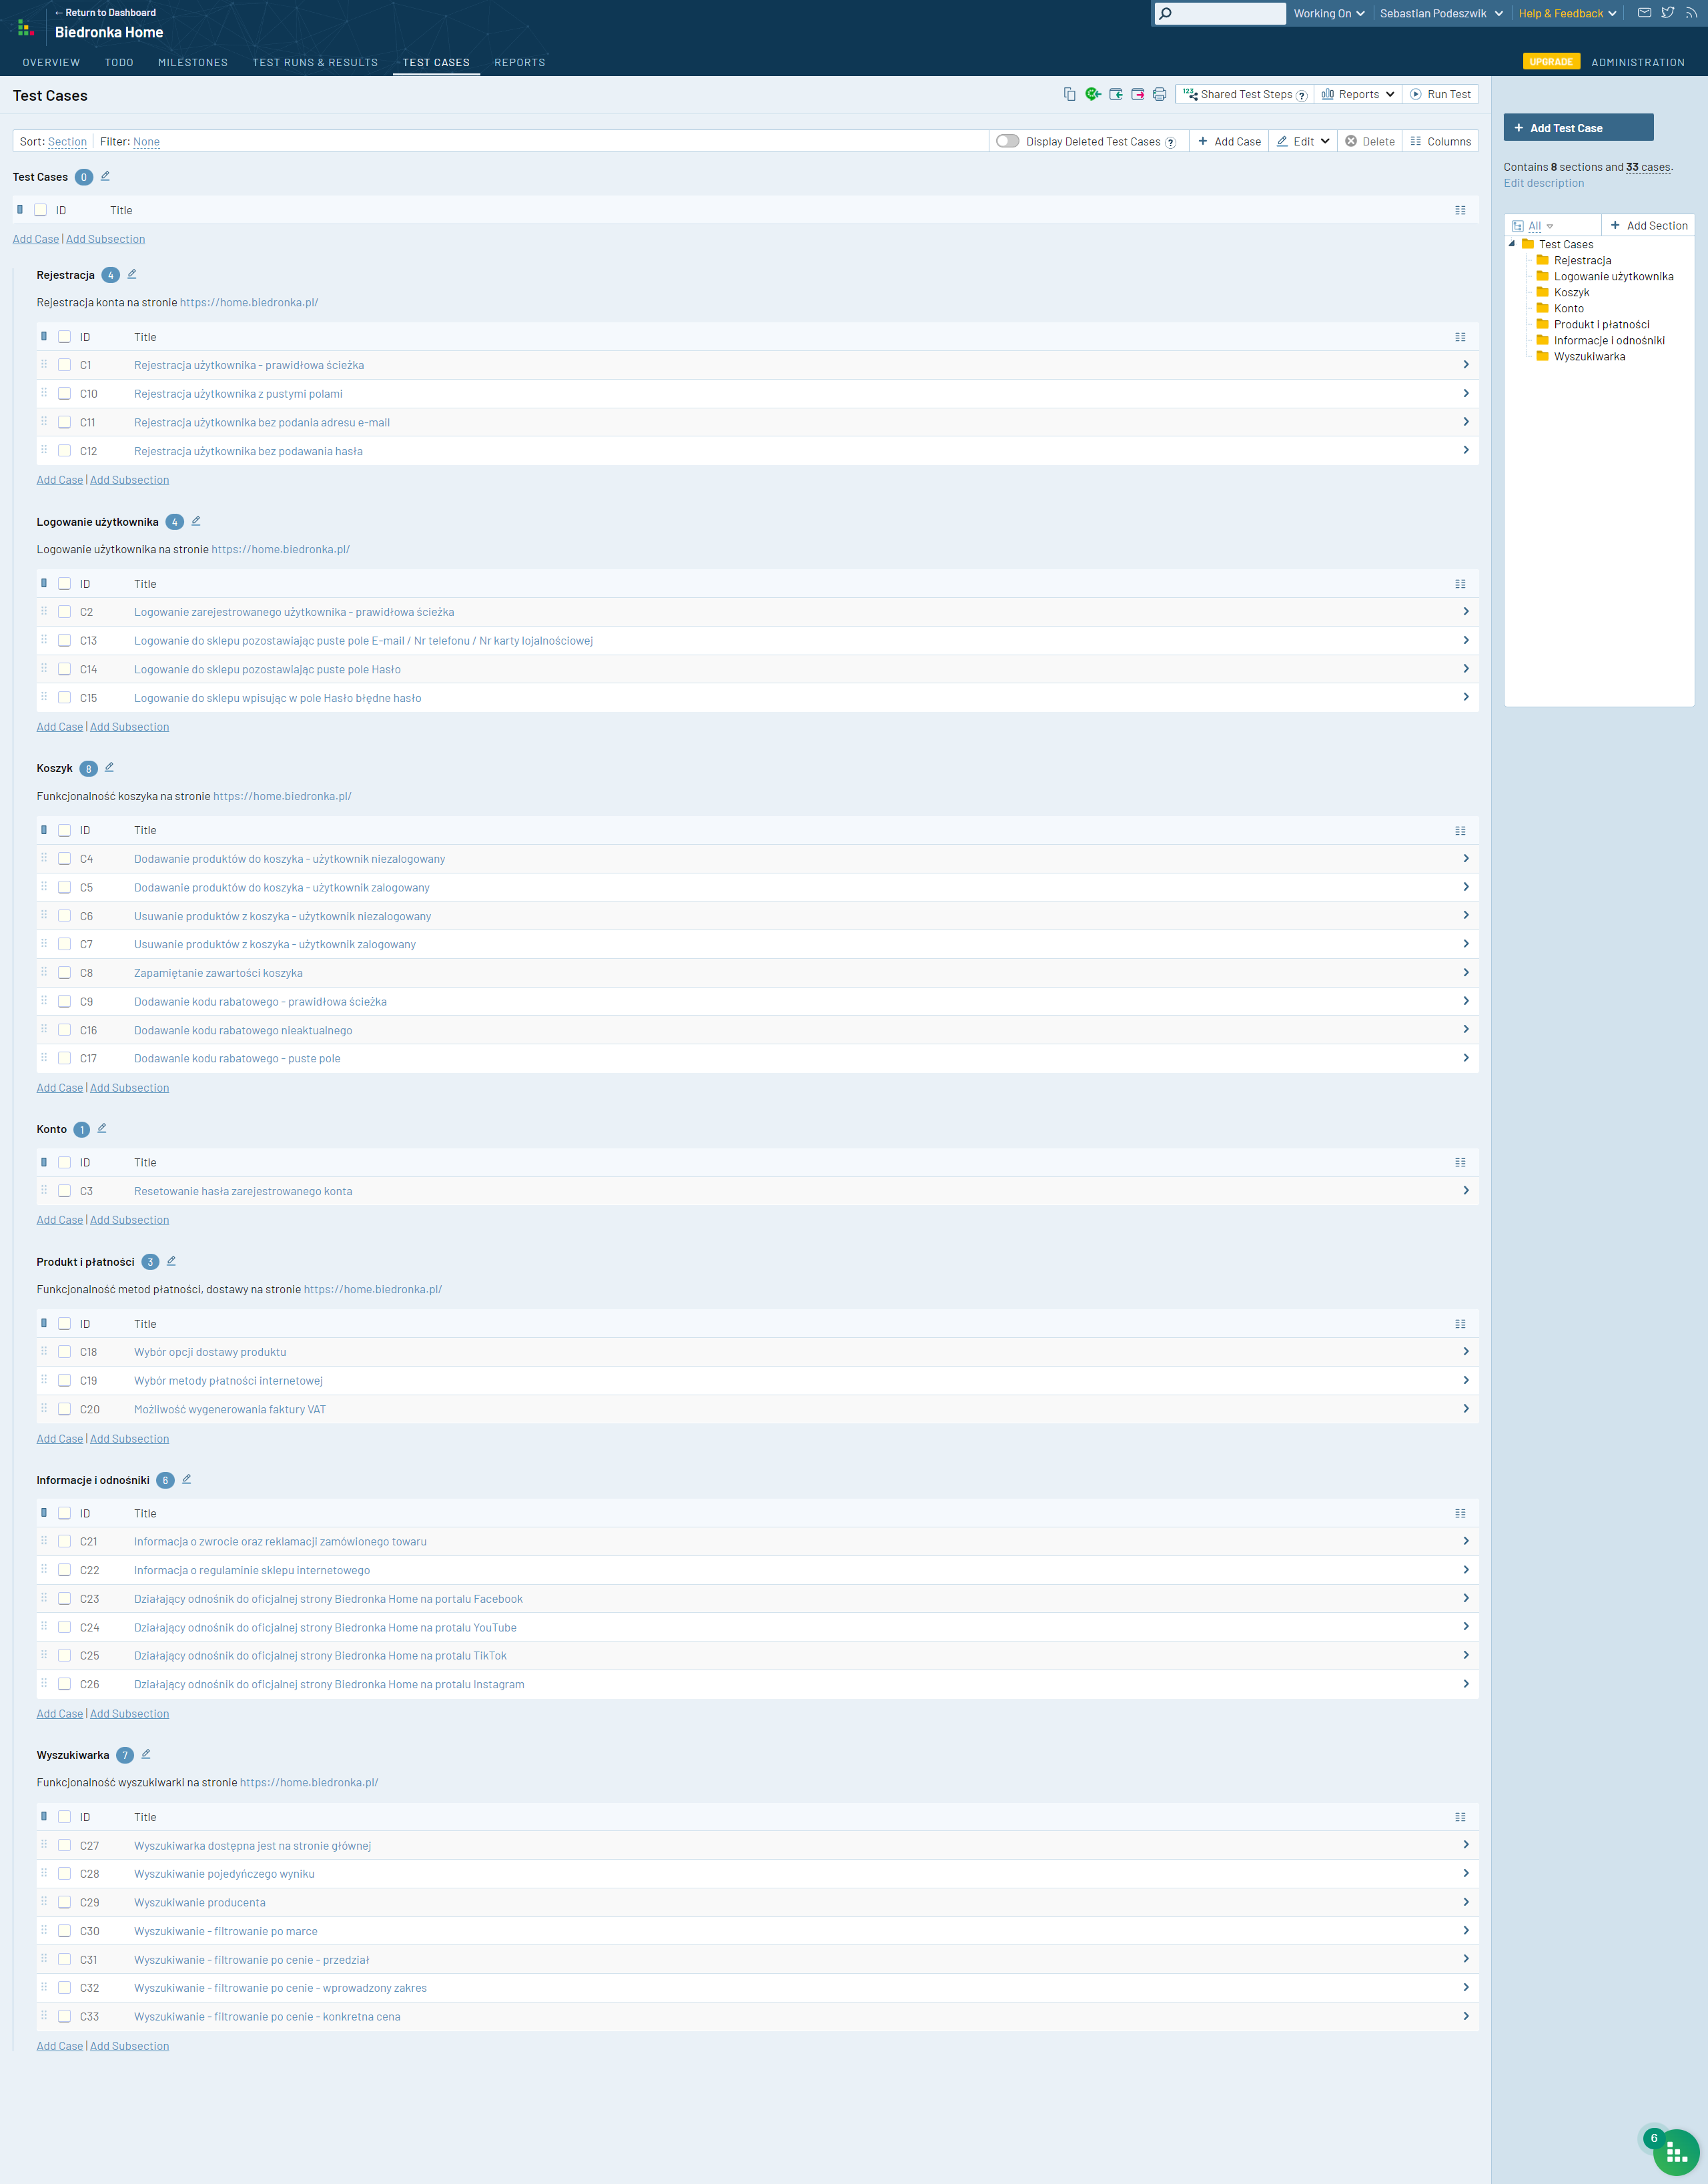 ← Return to Dashboard
Biedronka Home
Working On
Sebastian Podeszwik
Help & Feedback
OVERVIEW TODO MILESTONES TEST RUNS & RESULTS TEST CASES REPORTS
UPGRADE ADMINISTRATION
Test Cases
123 Shared Test Steps ? Reports Run Test
Sort: Section Filter: None
Display Deleted Test Cases ? + Add Case Edit Delete Columns
Test Cases 0
ID Title
Add Case | Add Subsection
Rejestracja 4
Rejestracja konta na stronie https://home.biedronka.pl/
ID Title
C1 Rejestracja użytkownika - prawidłowa ścieżka
C10 Rejestracja użytkownika z pustymi polami
C11 Rejestracja użytkownika bez podania adresu e-mail
C12 Rejestracja użytkownika bez podawania hasła
Add Case | Add Subsection
Logowanie użytkownika 4
Logowanie użytkownika na stronie https://home.biedronka.pl/
ID Title
C2 Logowanie zarejestrowanego użytkownika - prawidłowa ścieżka
C13 Logowanie do sklepu pozostawiając puste pole E-mail / Nr telefonu / Nr karty lojalnościowej
C14 Logowanie do sklepu pozostawiając puste pole Hasło
C15 Logowanie do sklepu wpisując w pole Hasło błędne hasło
Add Case | Add Subsection
Koszyk 8
Funkcjonalność koszyka na stronie https://home.biedronka.pl/
ID Title
C4 Dodawanie produktów do koszyka - użytkownik niezalogowany
C5 Dodawanie produktów do koszyka - użytkownik zalogowany
C6 Usuwanie produktów z koszyka - użytkownik niezalogowany
C7 Usuwanie produktów z koszyka - użytkownik zalogowany
C8 Zapamiętanie zawartości koszyka
C9 Dodawanie kodu rabatowego - prawidłowa ścieżka
C16 Dodawanie kodu rabatowego nieaktualnego
C17 Dodawanie kodu rabatowego - puste pole
Add Case | Add Subsection
Konto 1
ID Title
C3 Resetowanie hasła zarejestrowanego konta
Add Case | Add Subsection
Produkt i płatności 3
Funkcjonalność metod płatności, dostawy na stronie https://home.biedronka.pl/
ID Title
C18 Wybór opcji dostawy produktu
C19 Wybór metody płatności internetowej
C20 Możliwość wygenerowania faktury VAT
Add Case | Add Subsection
Informacje i odnośniki 6
ID Title
C21 Informacja o zwrocie oraz reklamacji zamówionego towaru
C22 Informacja o regulaminie sklepu internetowego
C23 Działający odnośnik do oficjalnej strony Biedronka Home na portalu Facebook
C24 Działający odnośnik do oficjalnej strony Biedronka Home na protalu YouTube
C25 Działający odnośnik do oficjalnej strony Biedronka Home na protalu TikTok
C26 Działający odnośnik do oficjalnej strony Biedronka Home na protalu Instagram
Add Case | Add Subsection
Wyszukiwarka 7
Funkcjonalność wyszukiwarki na stronie https://home.biedronka.pl/
ID Title
C27 Wyszukiwarka dostępna jest na stronie głównej
C28 Wyszukiwanie pojedyńczego wyniku
C29 Wyszukiwanie producenta
C30 Wyszukiwanie - filtrowanie po marce
C31 Wyszukiwanie - filtrowanie po cenie - przedział
C32 Wyszukiwanie - filtrowanie po cenie - wprowadzony zakres
C33 Wyszukiwanie - filtrowanie po cenie - konkretna cena
Add Case | Add Subsection
+ Add Test Case
Contains 8 sections and 33 cases.
Edit description
All + Add Section
Test Cases
Rejestracja
Logowanie użytkownika
Koszyk
Konto
Produkt i płatności
Informacje i odnośniki
Wyszukiwarka
6